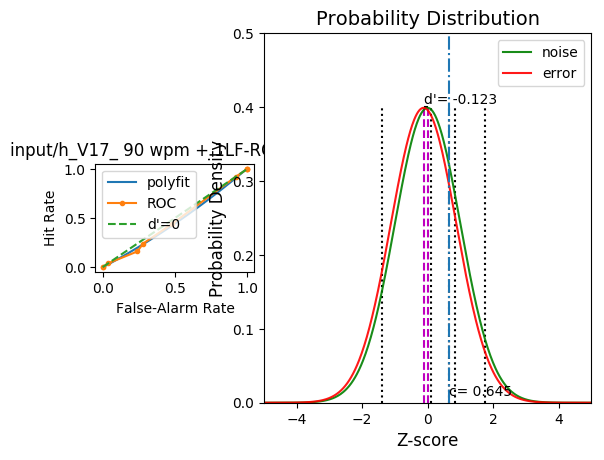 Probability Distribution
input/h_V17_ 90 wpm + TLF-RO
Hit Rate
1.0
0.5
0.0
polyfit
ROC
d'=0
0.0
0.5
1.0
False-Alarm Rate
Probability Density
0.5
0.4
0.3
0.2
0.1
0.0
noise
error
d'= -0.123
c= 0.645
−4
−2
0
2
4
Z-score